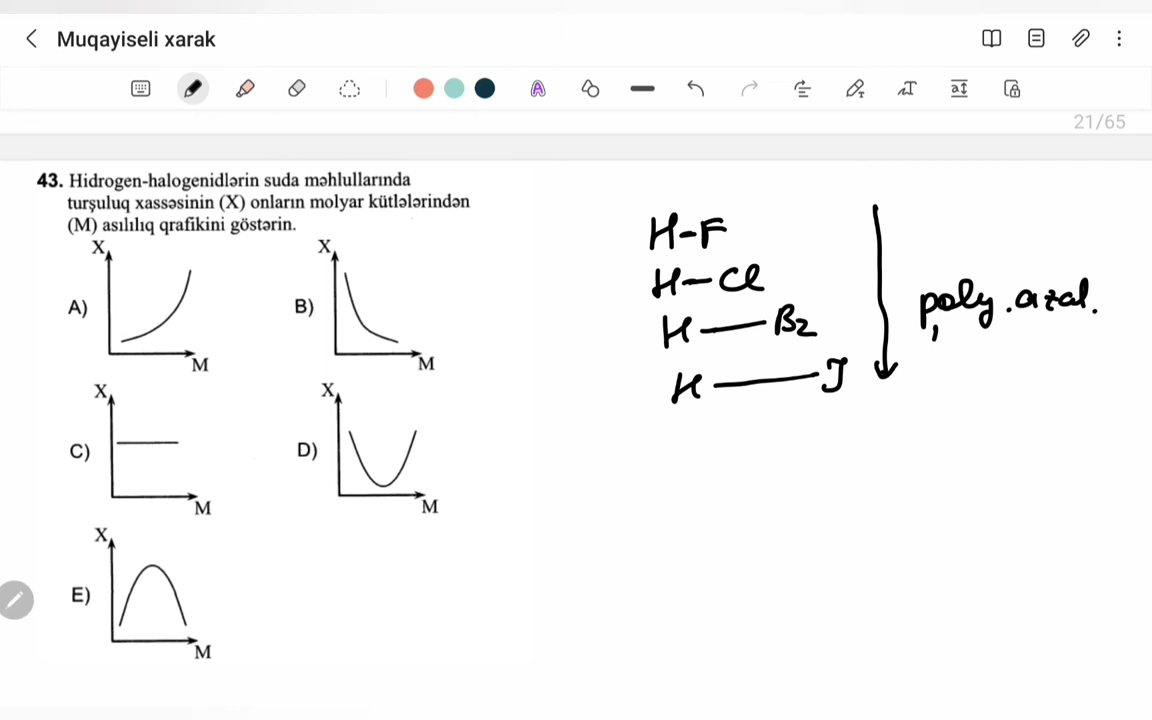 Muqayiseli xarak
21/65
43. Hidrogen-halogenidlərin suda məhlullarında
turşuluq xassəsinin (X) onların molyar kütlələrindən
(M) asılılıq qrafikini göstərin.
A) X M
B) X M
C) X M
D) X M
E) X M
H-F
H-Cl
H-Br
H-J
poly. azal.